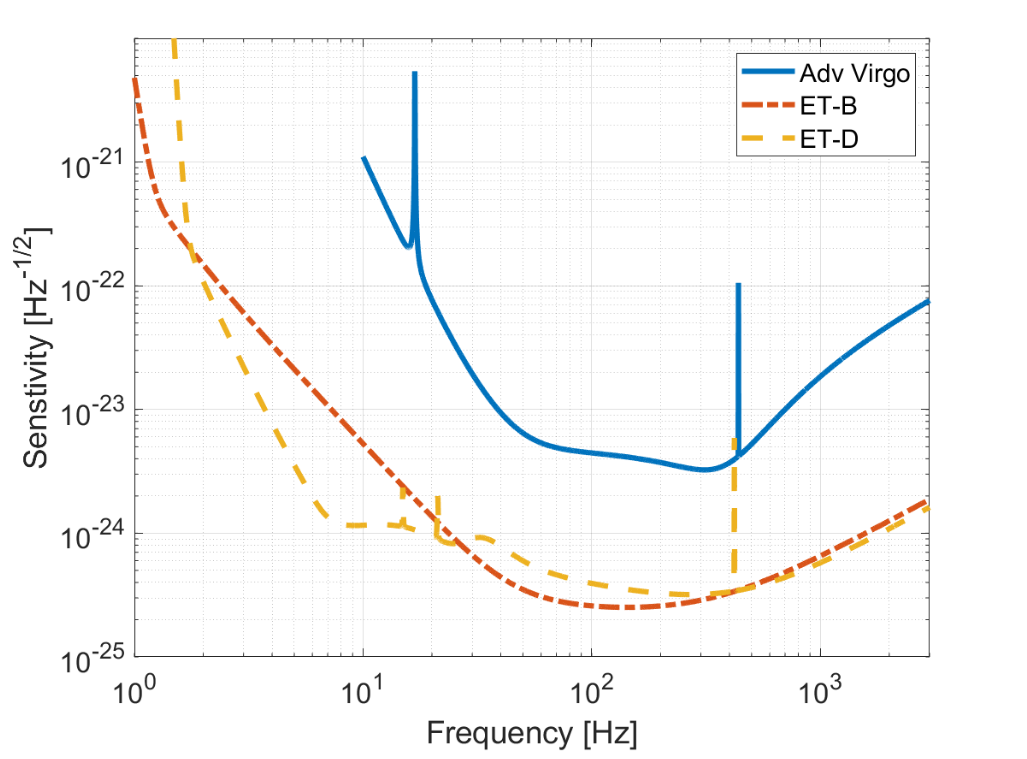 Adv Virgo
ET-B
ET-D
10^-21
10^-22
10^-23
10^-24
10^-25
Senstivity [Hz^-1/2]
10^0 10^1 10^2 10^3
Frequency [Hz]